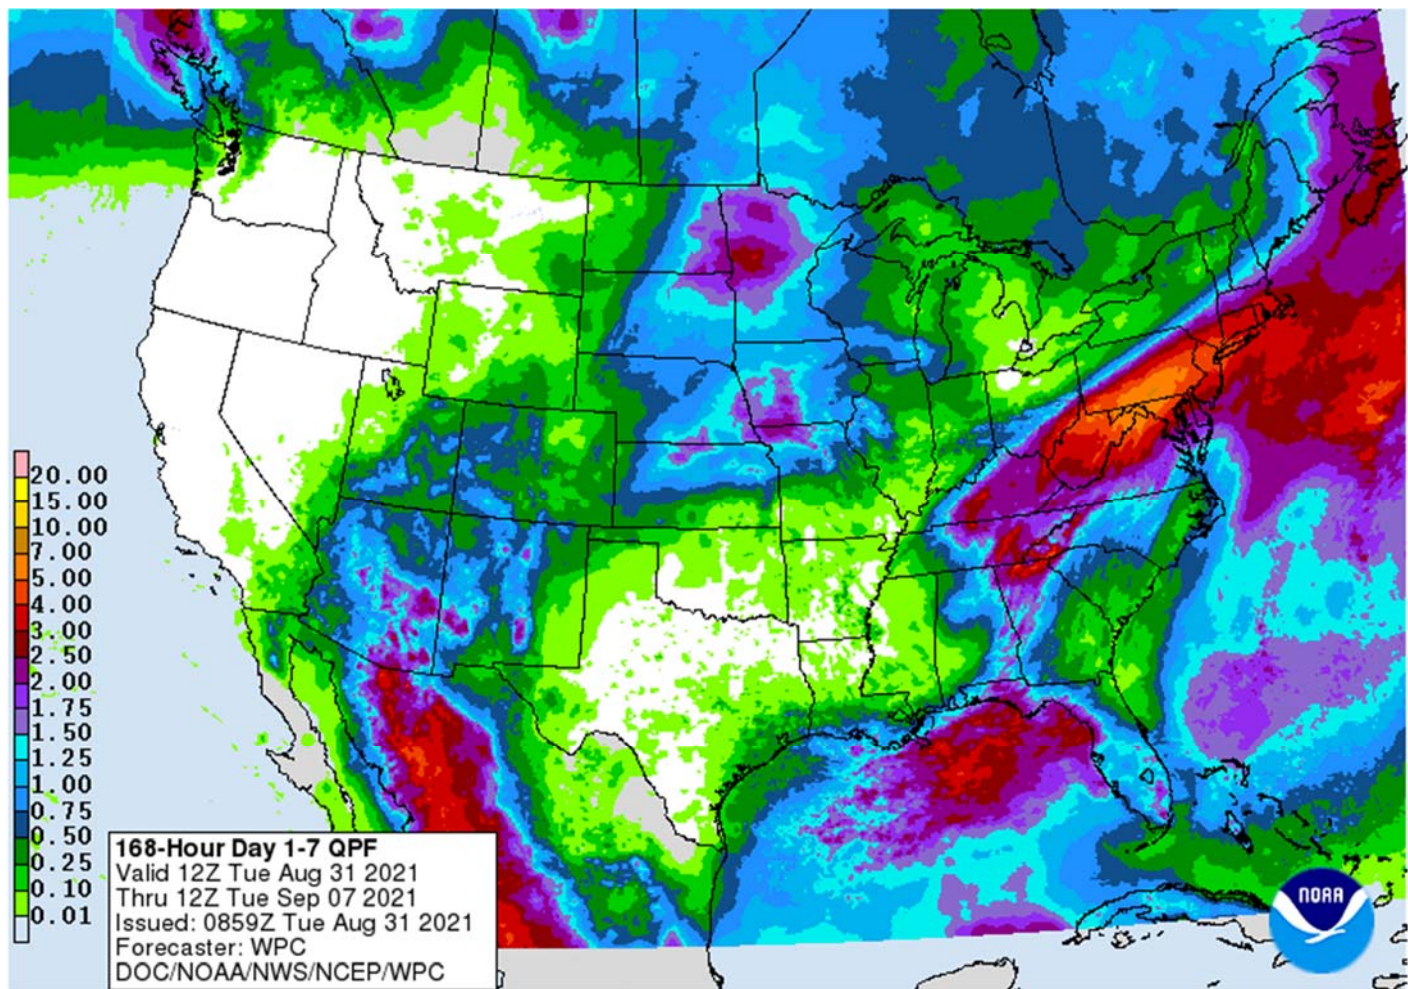 20.00
15.00
10.00
7.00
5.00
4.00
3.00
2.50
2.00
1.75
1.50
1.25
1.00
0.75
0.50
0.25
0.10
0.01
168-Hour Day 1-7 QPF
Valid 12Z Tue Aug 31 2021
Thru 12Z Tue Sep 07 2021
Issued: 0859Z Tue Aug 31 2021
Forecaster: WPC
DOC/NOAA/NWS/NCEP/WPC
NOAA